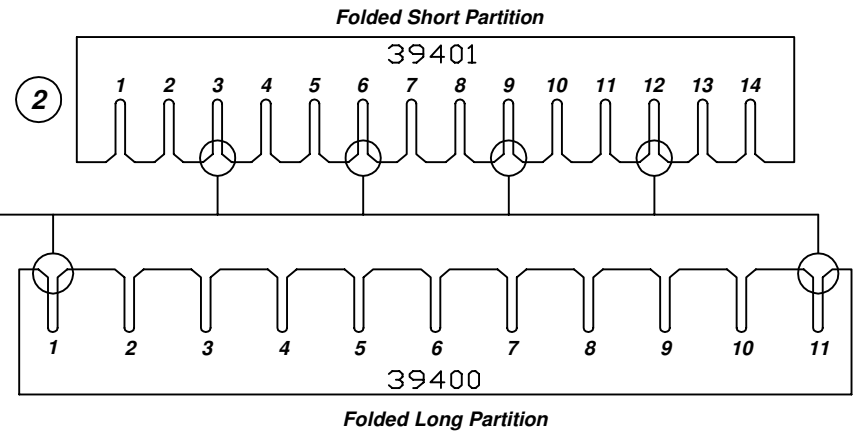 Folded Short Partition
39401
2
1 2 3 4 5 6 7 8 9 10 11 12 13 14
1 2 3 4 5 6 7 8 9 10 11
39400
Folded Long Partition